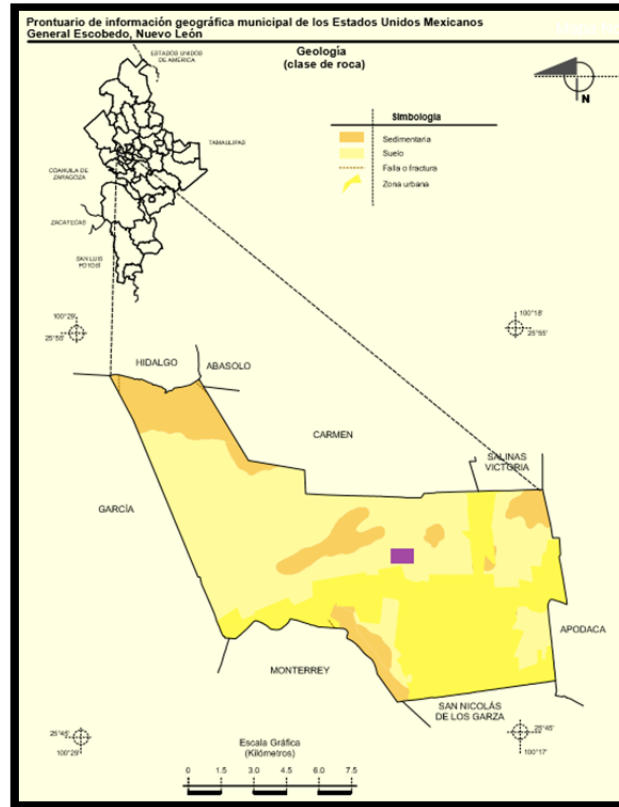 Prontuario de información geográfica municipal de los Estados Unidos Mexicanos
General Escobedo, Nuevo León
Geología
(clase de roca)
ESTADOS UNIDOS
DE AMÉRICA
N
Simbología
TAMAULIPAS
Sedimentaria
Suelo
Falla o fractura
Zona urbana
COAHUILA DE
ZARAGOZA
ZACATECAS
SAN LUIS
POTOSÍ
100°29'
25°55'
100°18'
25°55'
HIDALGO
ABASOLO
CARMEN
SALINAS
VICTORIA
GARCÍA
APODACA
MONTERREY
SAN NICOLÁS
DE LOS GARZA
25°45'
100°29'
25°45'
100°17'
Escala Gráfica
(Kilómetros)
0 1.5 3.0 4.5 6.0 7.5